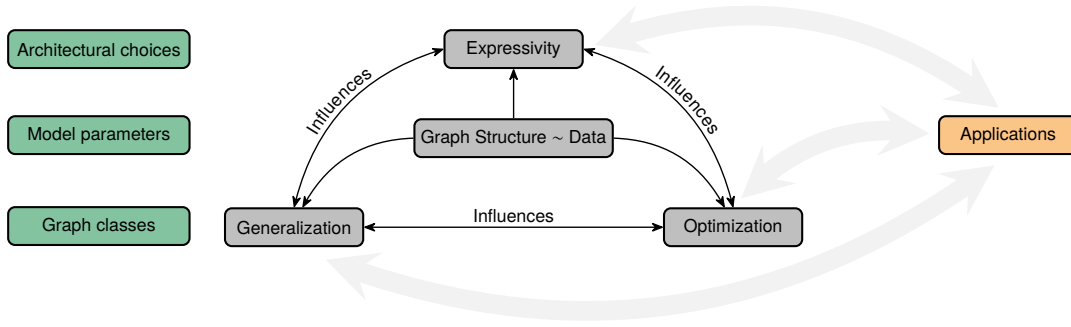 Architectural choices
Expressivity
Influences
Influences
Model parameters
Graph Structure ~ Data
Applications
Graph classes
Generalization
Influences
Optimization